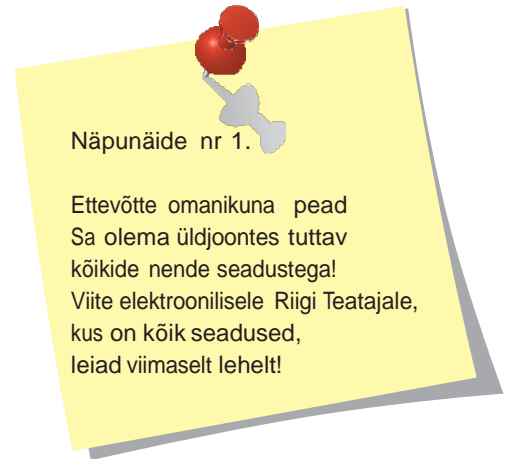 Näpunäide nr 1.
Ettevõtte omanikuna pead
Sa olema üldjoontes tuttav
kõikide nende seadustega!
Viite elektroonilisele Riigi Teatajale,
kus on kõik seadused,
leiad viimaselt lehelt!